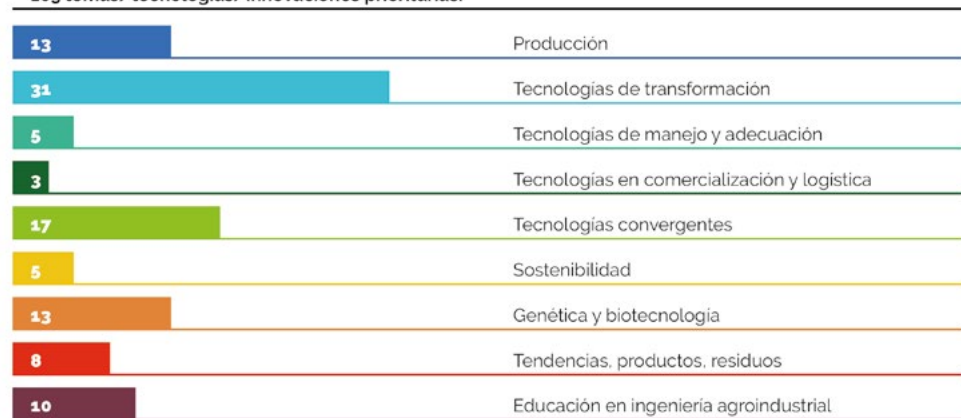 13 Producción
31 Tecnologías de transformación
5 Tecnologías de manejo y adecuación
3 Tecnologías en comercialización y logística
17 Tecnologías convergentes
5 Sostenibilidad
13 Genética y biotecnología
8 Tendencias, productos, residuos
10 Educación en ingeniería agroindustrial